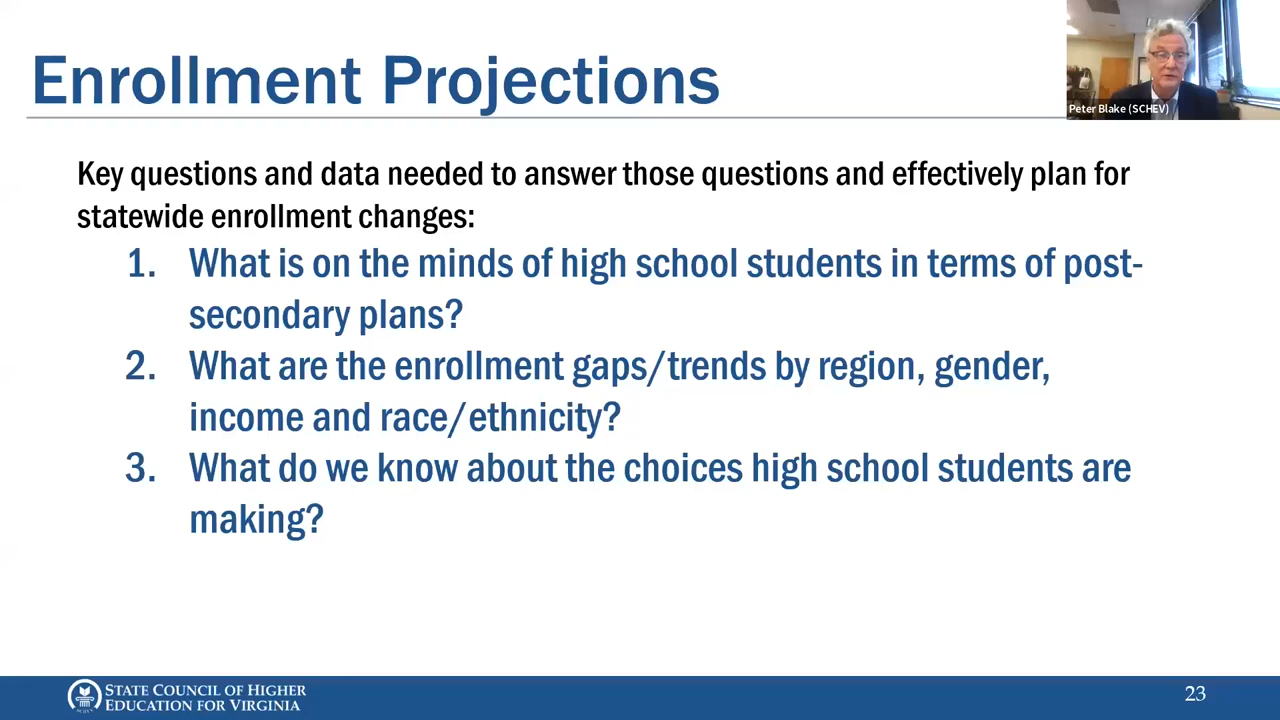 Enrollment Projections
Peter Blake (SCHEV)
Key questions and data needed to answer those questions and effectively plan for
statewide enrollment changes:
1. What is on the minds of high school students in terms of post-
secondary plans?
2. What are the enrollment gaps/trends by region, gender,
income and race/ethnicity?
3. What do we know about the choices high school students are
making?
STATE COUNCIL OF HIGHER
EDUCATION FOR VIRGINIA
23